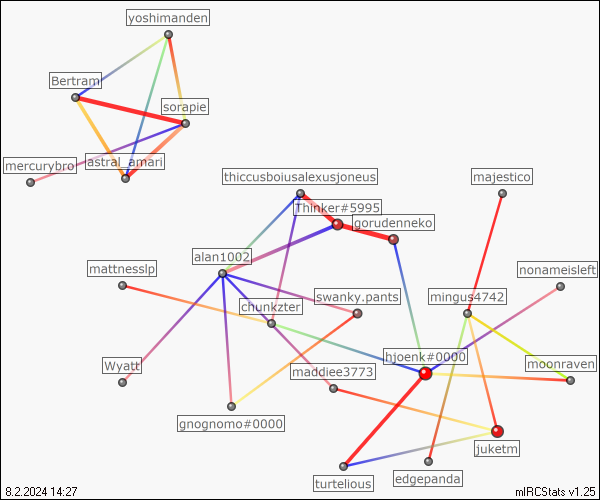 yoshimanden
Bertram
sorapie
mercurybro
astral_amari
thiccusboiusalexusjoneus
majestico
Thinker#5995
gorudenneko
alan1002
mattnesslp
nonameisleft
swanky.pants
mingus4742
chunkzter
hjoenk#0000
Wyatt
maddiee3773
moonraven
gnognomo#0000
juketm
turtelious
edgepanda
8.2.2024 14:27
mIRCStats v1.25